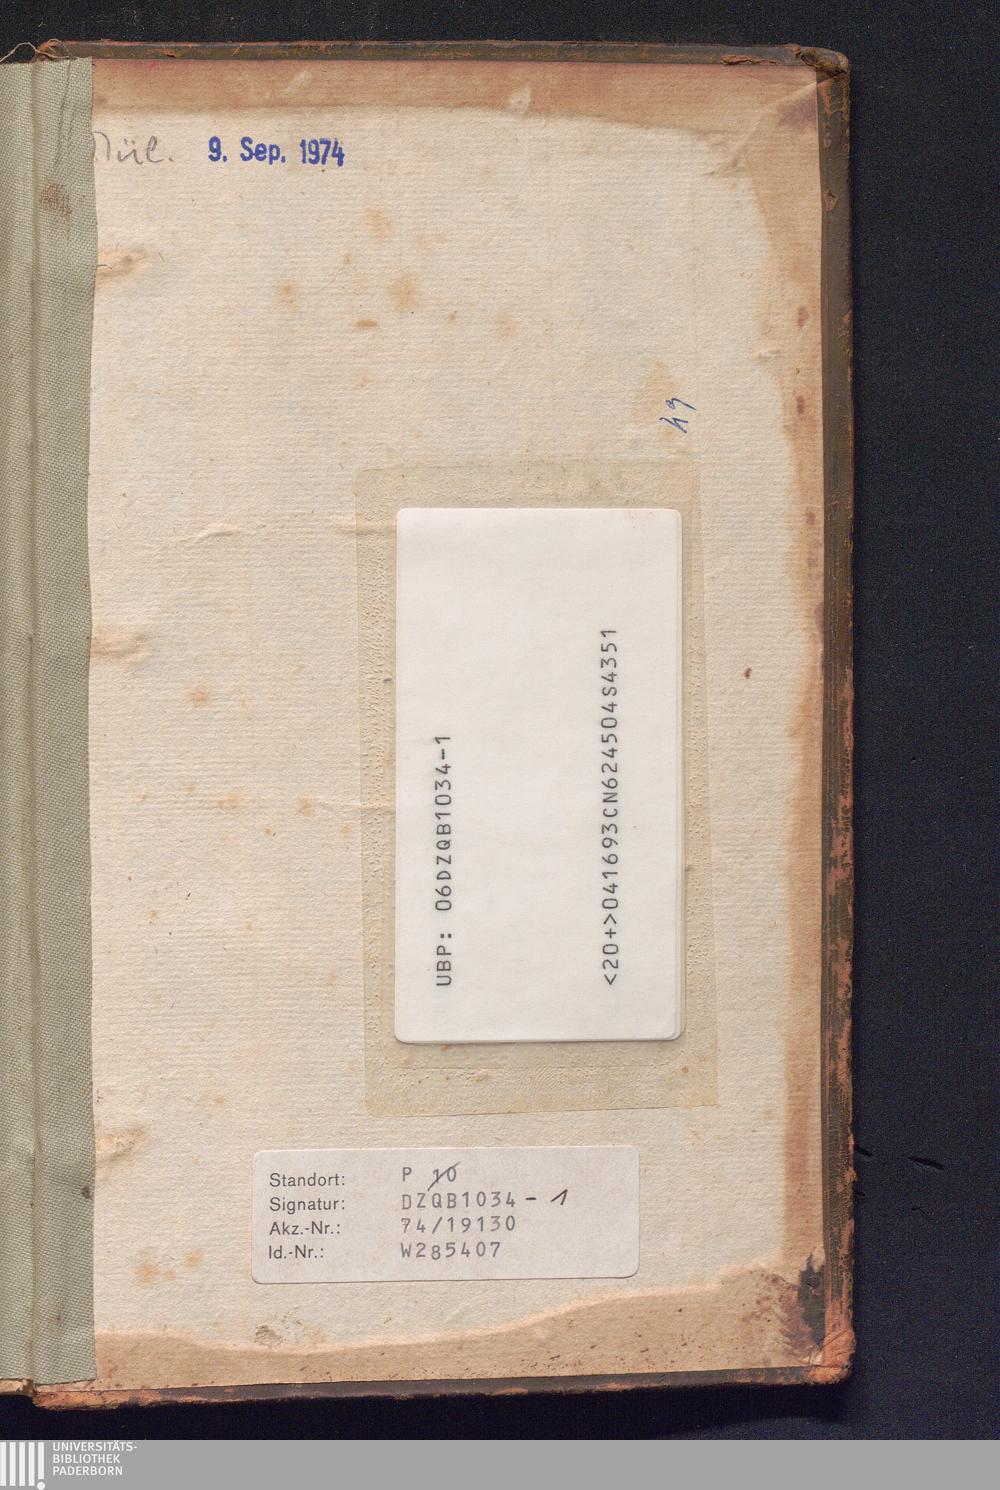 9. Sep. 1974
UBP: 06DZQB1034-1
<20+>041693CN624504S4351
Standort: P 10
Signatur: DZQB1034 - 1
Akz.-Nr.: 74/19130
Id.-Nr.: W285407
UNIVERSITÄTS-
BIBLIOTHEK
PADERBORN